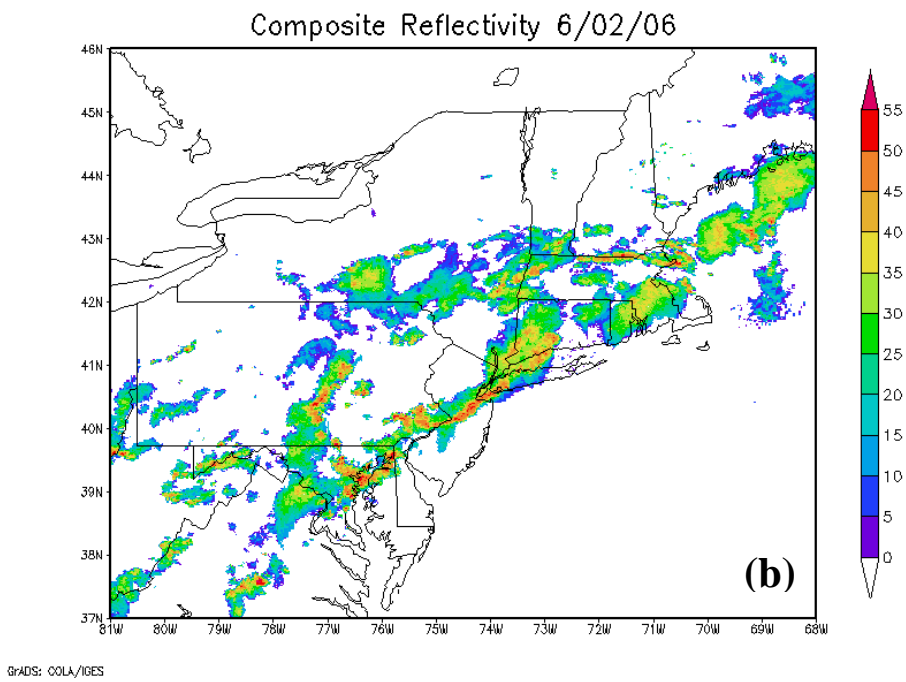 Composite Reflectivity 6/02/06
46N
45N
44N
43N
42N
41N
40N
39N
38N
37N
81W 80W 79W 78W 77W 76W 75W 74W 73W 72W 71W 70W 69W 68W
55
50
45
40
35
30
25
20
15
10
5
0
(b)
GrADS: COLA/IGES